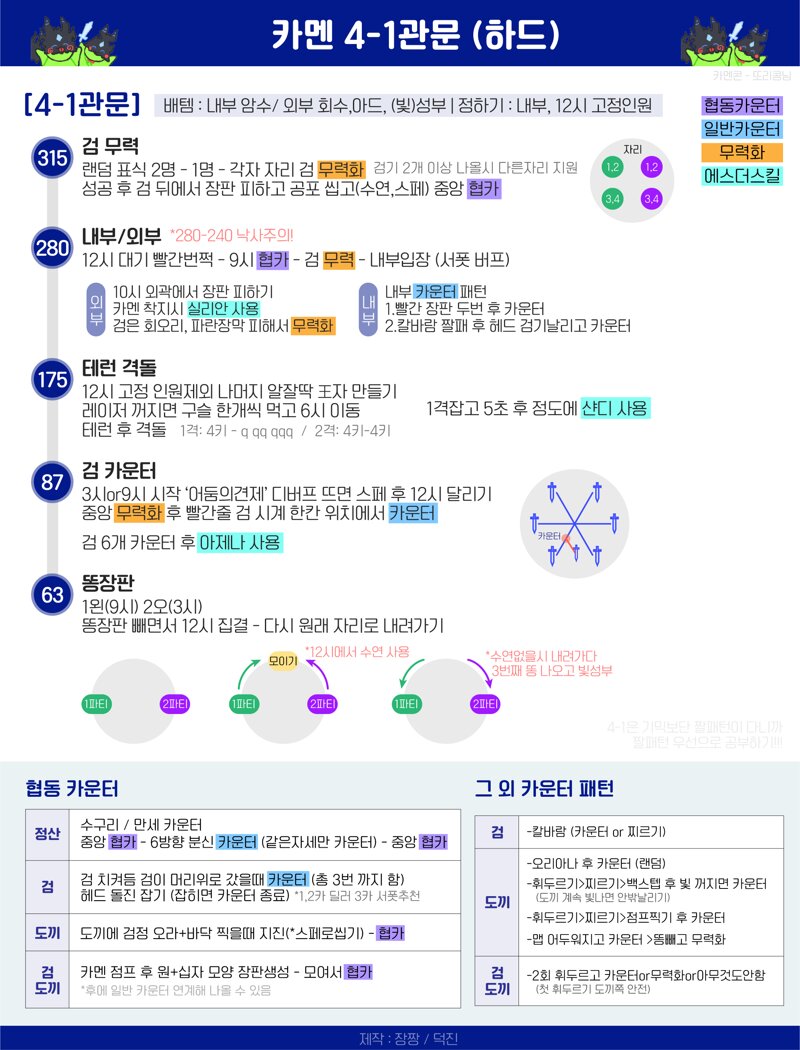 카멘 4-1관문 (하드)
카멘콘 - 또리콤님
[4-1관문]
배템 : 내부 암수/ 외부 회수,아드, (빛)성부 | 정하기 : 내부, 12시 고정인원
협동카운터
일반카운터
무력화
에스더스킬
315
검 무력
랜덤 표식 2명 - 1명 - 각자 자리 검 무력화 검기 2개 이상 나올시 다른자리 지원
성공 후 검 뒤에서 장판 피하고 공포 씹고(수연,스페) 중앙 협카
자리
1,2
1,2
3,4
3,4
280
내부/외부 *280-240 낙사주의!
12시 대기 빨간번쩍 - 9시 협카 - 검 무력 - 내부입장 (서폿 버프)
외부
10시 외곽에서 장판 피하기
카멘 착지시 실리안 사용
검은 회오리, 파란장막 피해서 무력화
내부
내부 카운터 패턴
1.빨간 장판 두번 후 카운터
2.칼바람 짤패 후 헤드 검기날리고 카운터
175
테런 격돌
12시 고정 인원제외 나머지 알잘딱 王자 만들기
레이저 꺼지면 구슬 한개씩 먹고 6시 이동
테런 후 격돌 1격: 4키 - q qq qqq / 2격: 4키-4키
1격잡고 5초 후 정도에 샨디 사용
87
검 카운터
3시or9시 시작 ‘어둠의견제’ 디버프 뜨면 스페 후 12시 달리기
중앙 무력화 후 빨간줄 검 시계 한칸 위치에서 카운터
검 6개 카운터 후 아제나 사용
카운터
63
똥장판
1왼(9시) 2오(3시)
똥장판 빼면서 12시 집결 - 다시 원래 자리로 내려가기
1파티
2파티
모이기
*12시에서 수연 사용
1파티
2파티
*수연없을시 내려가다
3번째 똥 나오고 빛성부
1파티
2파티
4-1은 기믹보단 짤패턴이 다니까
짤패턴 우선으로 공부하기!!!
협동 카운터
정산
수구리 / 만세 카운터
중앙 협카 - 6방향 분신 카운터 (같은자세만 카운터) - 중앙 협카
검
검 치켜듬 검이 머리위로 갔을때 카운터 (총 3번 까지 함)
헤드 돌진 잡기 (잡히면 카운터 종료) *1,2카 딜러 3카 서폿추천
도끼
도끼에 검정 오라+바닥 찍을때 지진(*스페로씹기) - 협카
검
도끼
카멘 점프 후 원+십자 모양 장판생성 - 모여서 협카
*후에 일반 카운터 연계해 나올 수 있음
그 외 카운터 패턴
검
-칼바람 (카운터 or 찌르기)
도끼
-오리아나 후 카운터 (랜덤)
-휘두르기>찌르기>백스텝 후 빛 꺼지면 카운터
(도끼 계속 빛나면 안밖날리기)
-휘두르기>찌르기>점프찍기 후 카운터
-맵 어두워지고 카운터 >똥빼고 무력화
검
도끼
-2회 휘두르고 카운터or무력화or아무것도안함
(첫 휘두르기 도끼쪽 안전)
제작 : 장짱 / 덕진